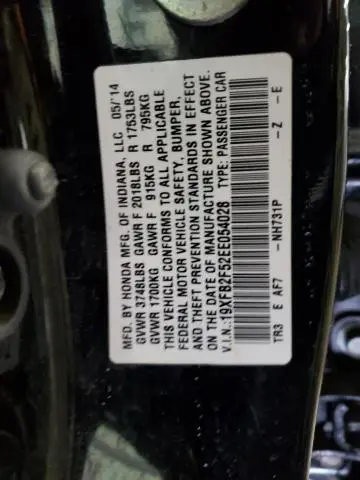 MFD. BY HONDA MFG. OF INDIANA, LLC 05/'14
GVWR 3748LBS GAWR F 2018LBS R 1753LBS
GVWR 1700KG GAWR F 915KG R 795KG
THIS VEHICLE CONFORMS TO ALL APPLICABLE
FEDERAL MOTOR VEHICLE SAFETY, BUMPER,
AND THEFT PREVENTION STANDARDS IN EFFECT
ON THE DATE OF MANUFACTURE SHOWN ABOVE.
V.I.N.: 19XFB2F52EE054028 TYPE: PASSENGER CAR
TR3 E AF7 -NH731P -Z -E